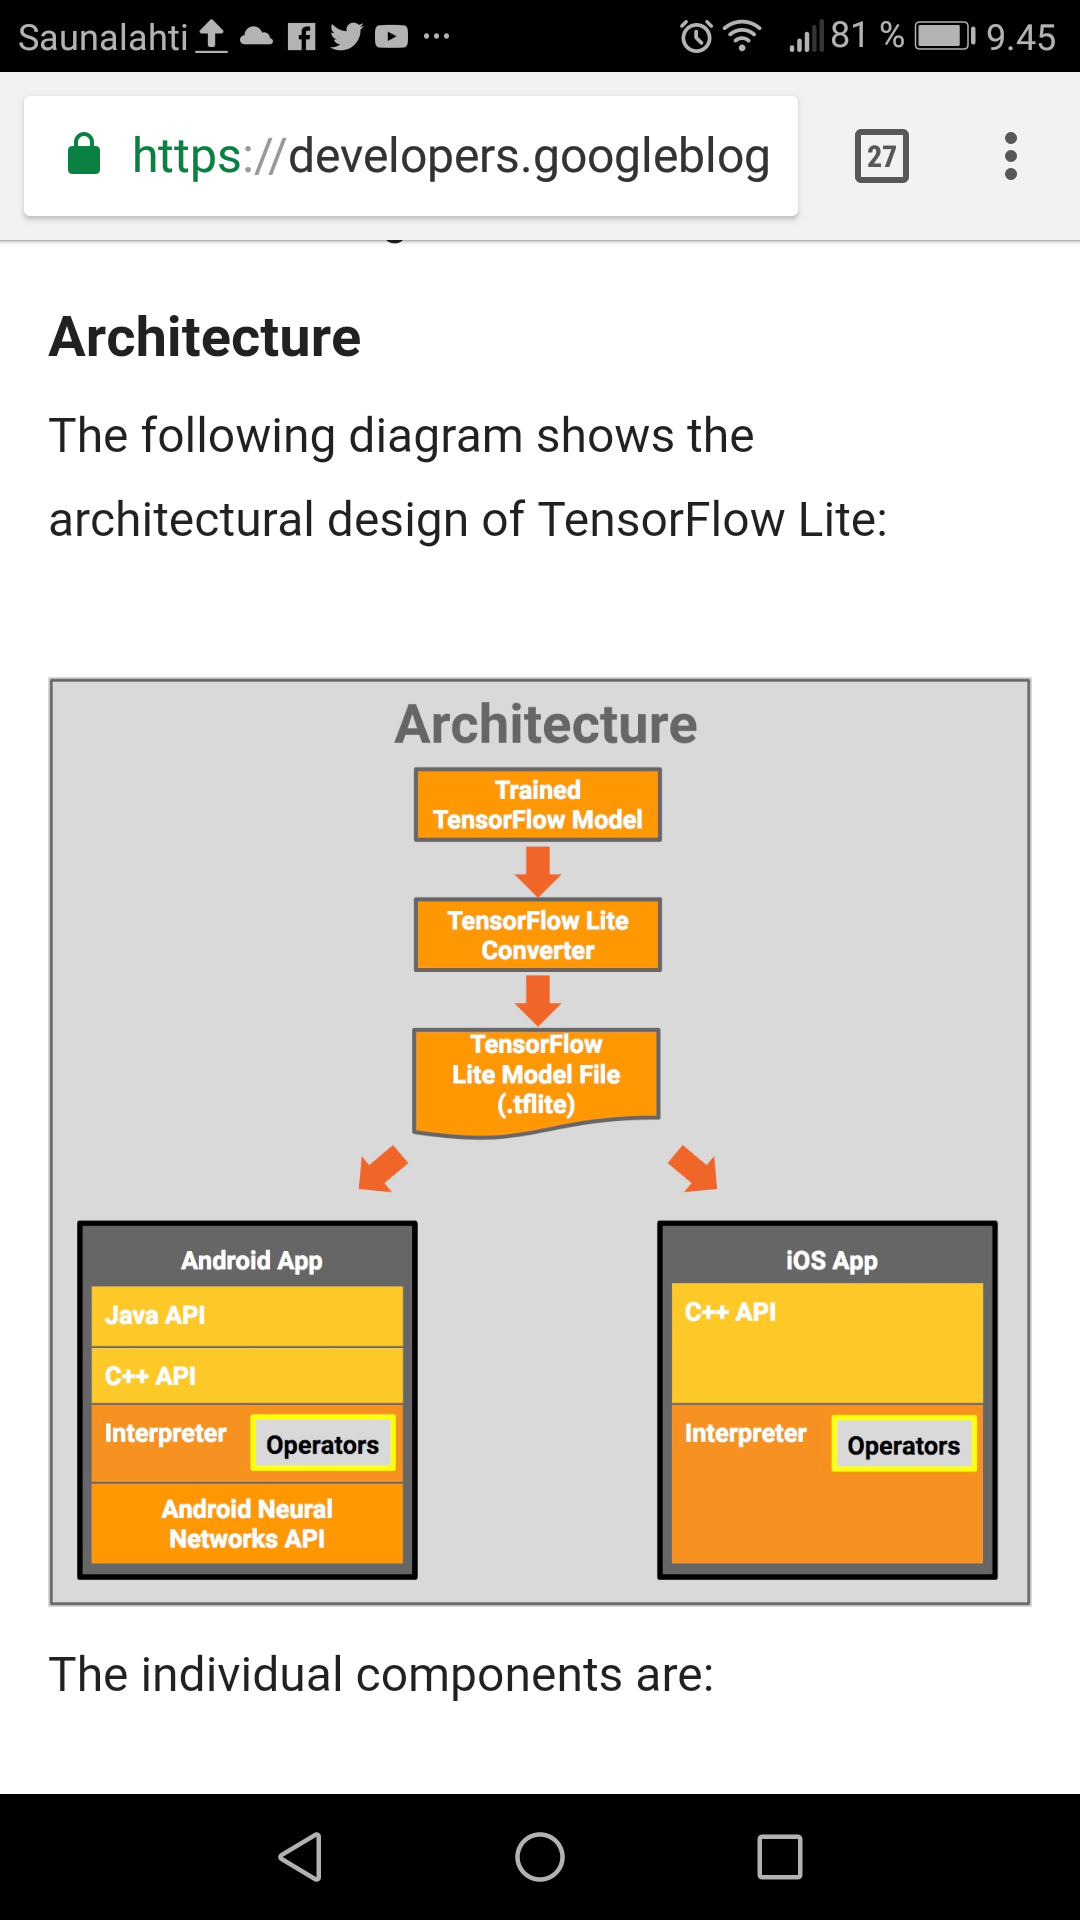 Saunalahti 81 % 9.45
https://developers.googleblog 27
Architecture
The following diagram shows the
architectural design of TensorFlow Lite:
Architecture
Trained
TensorFlow Model
TensorFlow Lite
Converter
TensorFlow
Lite Model File
(.tflite)
Android App
Java API
C++ API
Interpreter
Operators
Android Neural
Networks API
iOS App
C++ API
Interpreter
Operators
The individual components are: